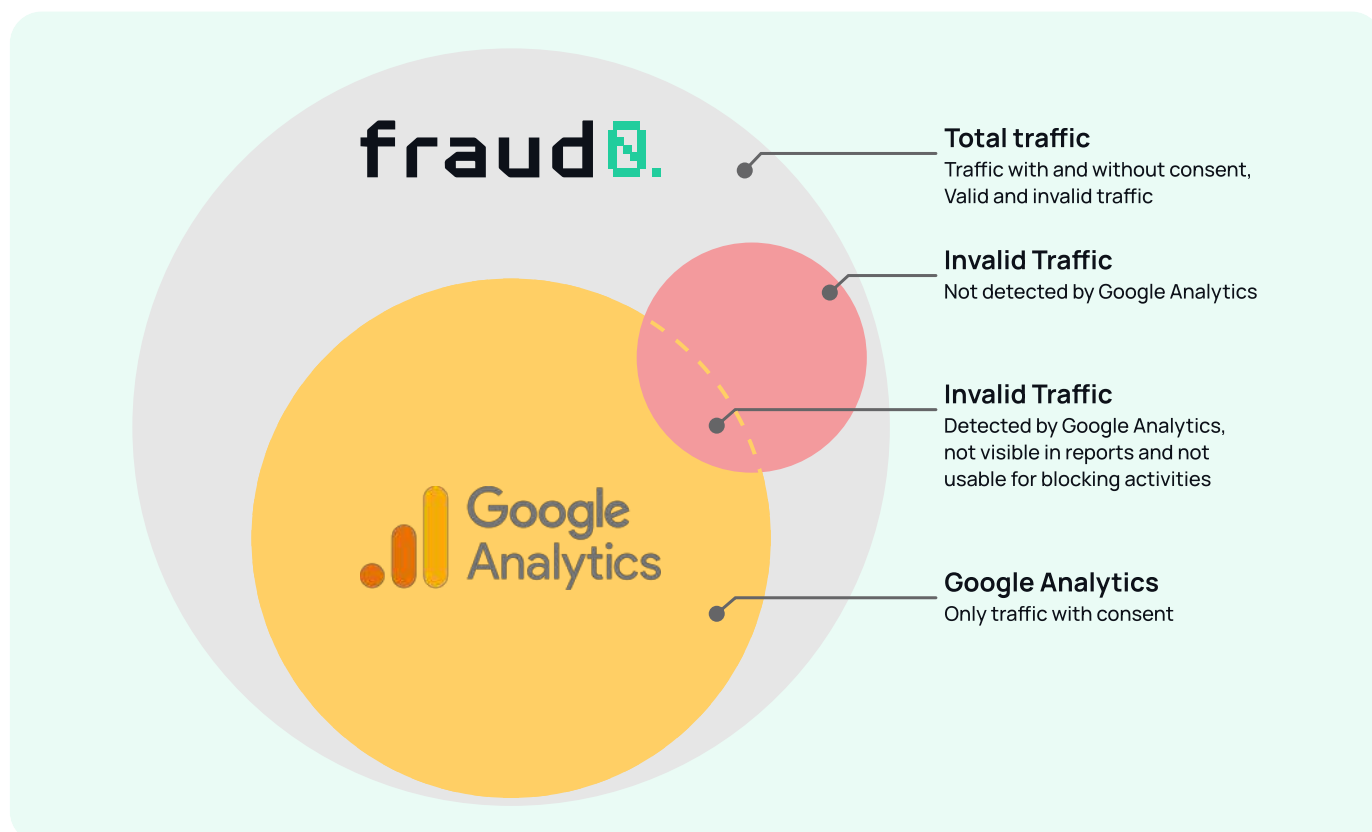 fraud0.
Total traffic
Traffic with and without consent,
Valid and invalid traffic
Invalid Traffic
Not detected by Google Analytics
Invalid Traffic
Detected by Google Analytics,
not visible in reports and not
usable for blocking activities
Google
Analytics
Google Analytics
Only traffic with consent